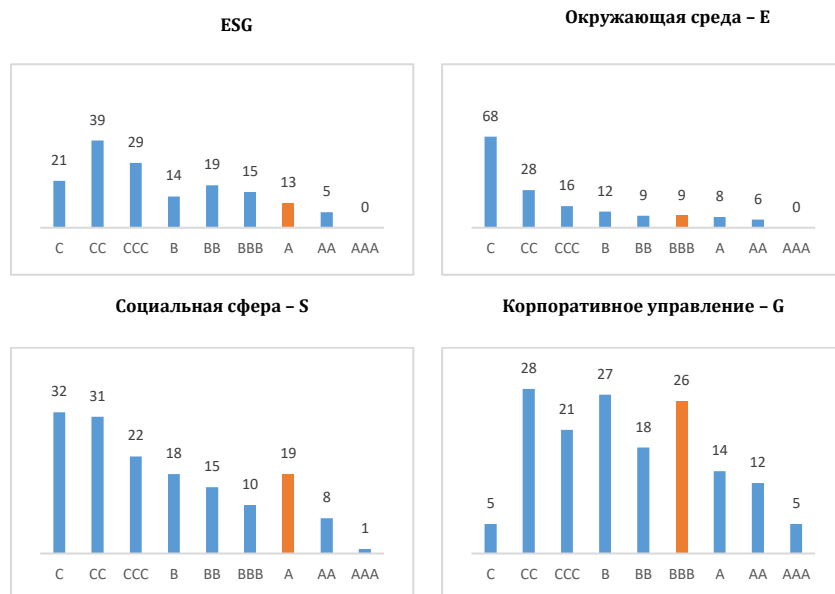 ESG
21 39 29 14 19 15 13 5 0
C CC CCC B BB BBB A AA AAA
Окружающая среда – E
68 28 16 12 9 9 8 6 0
C CC CCC B BB BBB A AA AAA
Социальная сфера – S
32 31 22 18 15 10 19 8 1
C CC CCC B BB BBB A AA AAA
Корпоративное управление – G
5 28 21 27 18 26 14 12 5
C CC CCC B BB BBB A AA AAA